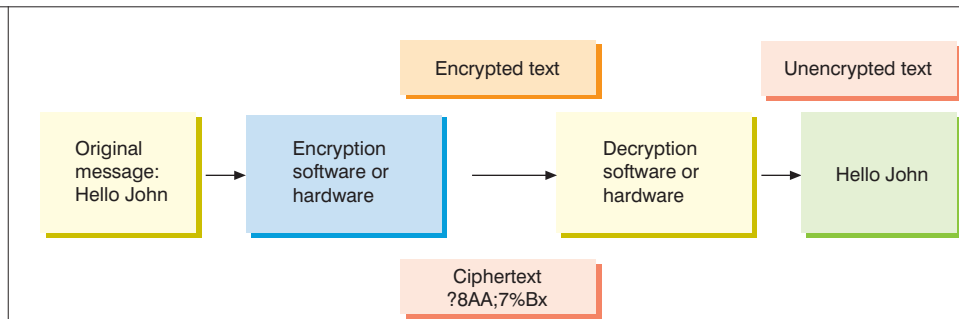 Encrypted text
Unencrypted text
Original
message:
Hello John
Encryption
software or
hardware
Decryption
software or
hardware
Hello John
Ciphertext
?8AA;7%Bx